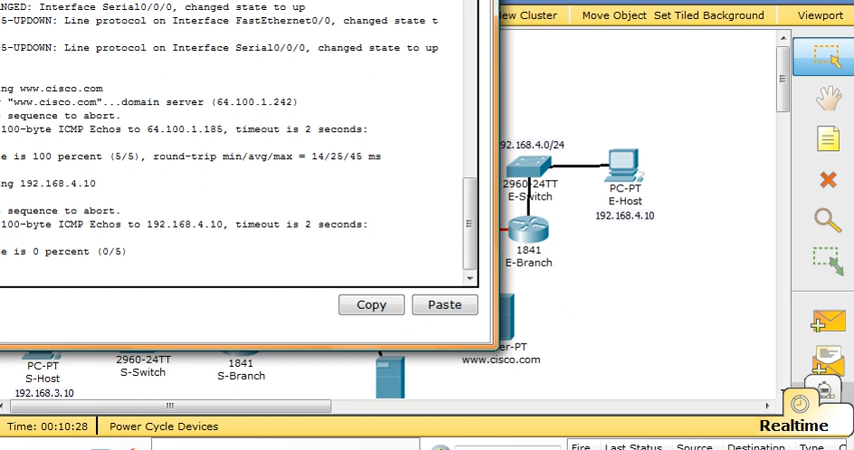 ANGED: Interface Serial0/0/0, changed state to up
5-UPDOWN: Line protocol on Interface FastEthernet0/0, changed state t
5-UPDOWN: Line protocol on Interface Serial0/0/0, changed state to up
ng www.cisco.com
"www.cisco.com"...domain server (64.100.1.242)
sequence to abort.
100-byte ICMP Echos to 64.100.1.185, timeout is 2 seconds:
e is 100 percent (5/5), round-trip min/avg/max = 14/25/45 ms
ng 192.168.4.10
sequence to abort.
100-byte ICMP Echos to 192.168.4.10, timeout is 2 seconds:
e is 0 percent (0/5)
Copy
Paste
ew Cluster
Move Object
Set Tiled Background
Viewport
92.168.4.0/24
2960-24TT
E-Switch
PC-PT
E-Host
192.168.4.10
1841
E-Branch
er-PT
www.cisco.com
PC-PT
S-Host
192.168.3.10
2960-24TT
S-Switch
1841
S-Branch
Time: 00:10:28
Power Cycle Devices
Realtime
Fire
Last Status
Source
Destination
Type